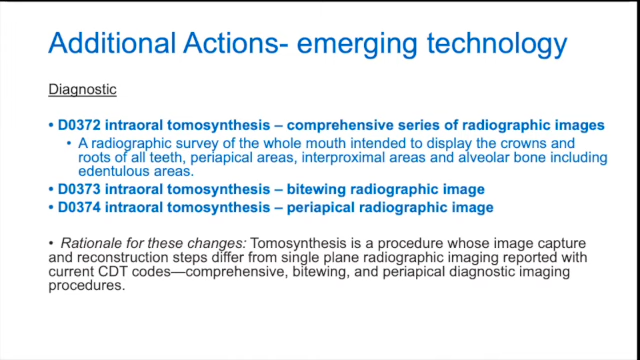 Additional Actions- emerging technology
Diagnostic
• D0372 intraoral tomosynthesis – comprehensive series of radiographic images
• A radiographic survey of the whole mouth intended to display the crowns and
roots of all teeth, periapical areas, interproximal areas and alveolar bone including
edentulous areas.
• D0373 intraoral tomosynthesis – bitewing radiographic image
• D0374 intraoral tomosynthesis – periapical radiographic image
• Rationale for these changes: Tomosynthesis is a procedure whose image capture
and reconstruction steps differ from single plane radiographic imaging reported with
current CDT codes—comprehensive, bitewing, and periapical diagnostic imaging
procedures.